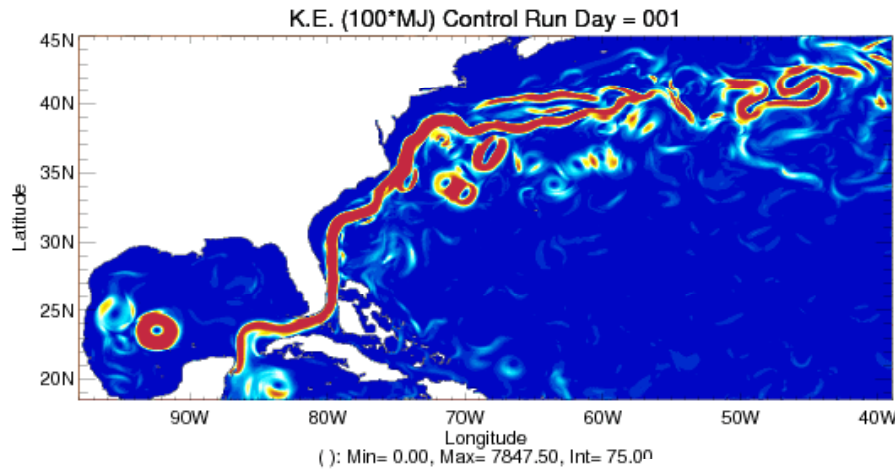 K.E. (100*MJ) Control Run Day = 001
45N
40N
35N
30N
25N
20N
Latitude
90W 80W 70W 60W 50W 40W
Longitude
( ): Min= 0.00, Max= 7847.50, Int= 75.00